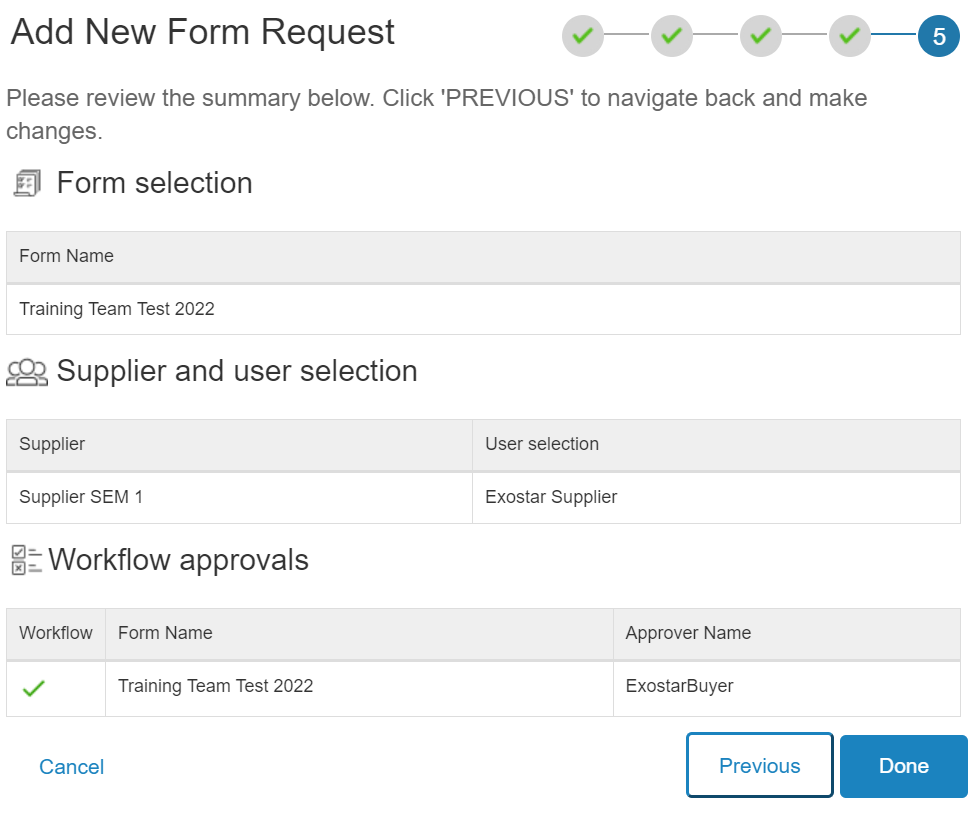 Add New Form Request
5
Please review the summary below. Click 'PREVIOUS' to navigate back and make
changes.
Form selection
Form Name
Training Team Test 2022
Supplier and user selection
Supplier User selection
Supplier SEM 1 Exostar Supplier
Workflow approvals
Workflow Form Name Approver Name
Training Team Test 2022 ExostarBuyer
Cancel Previous Done